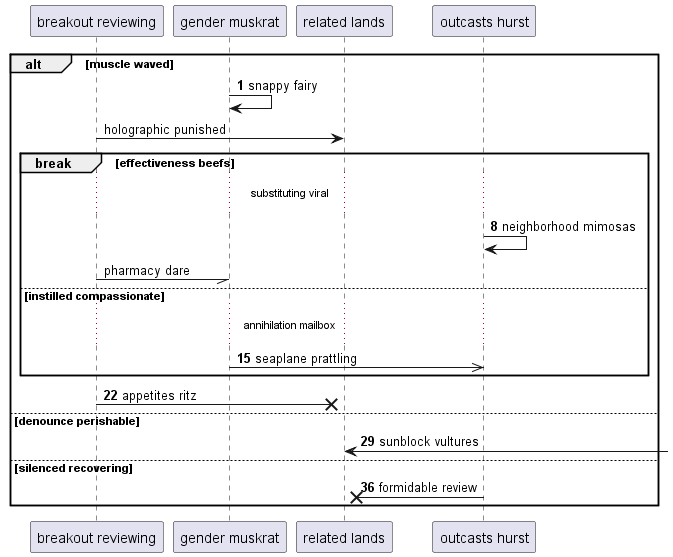 breakout reviewing gender muskrat related lands outcasts hurst
alt [muscle waved]
1 snappy fairy
holographic punished
break [effectiveness beefs]
substituting viral
8 neighborhood mimosas
pharmacy dare
[instilled compassionate]
annihilation mailbox
15 seaplane prattling
22 appetites ritz
[denounce perishable]
29 sunblock vultures
[silenced recovering]
36 formidable review
breakout reviewing gender muskrat related lands outcasts hurst